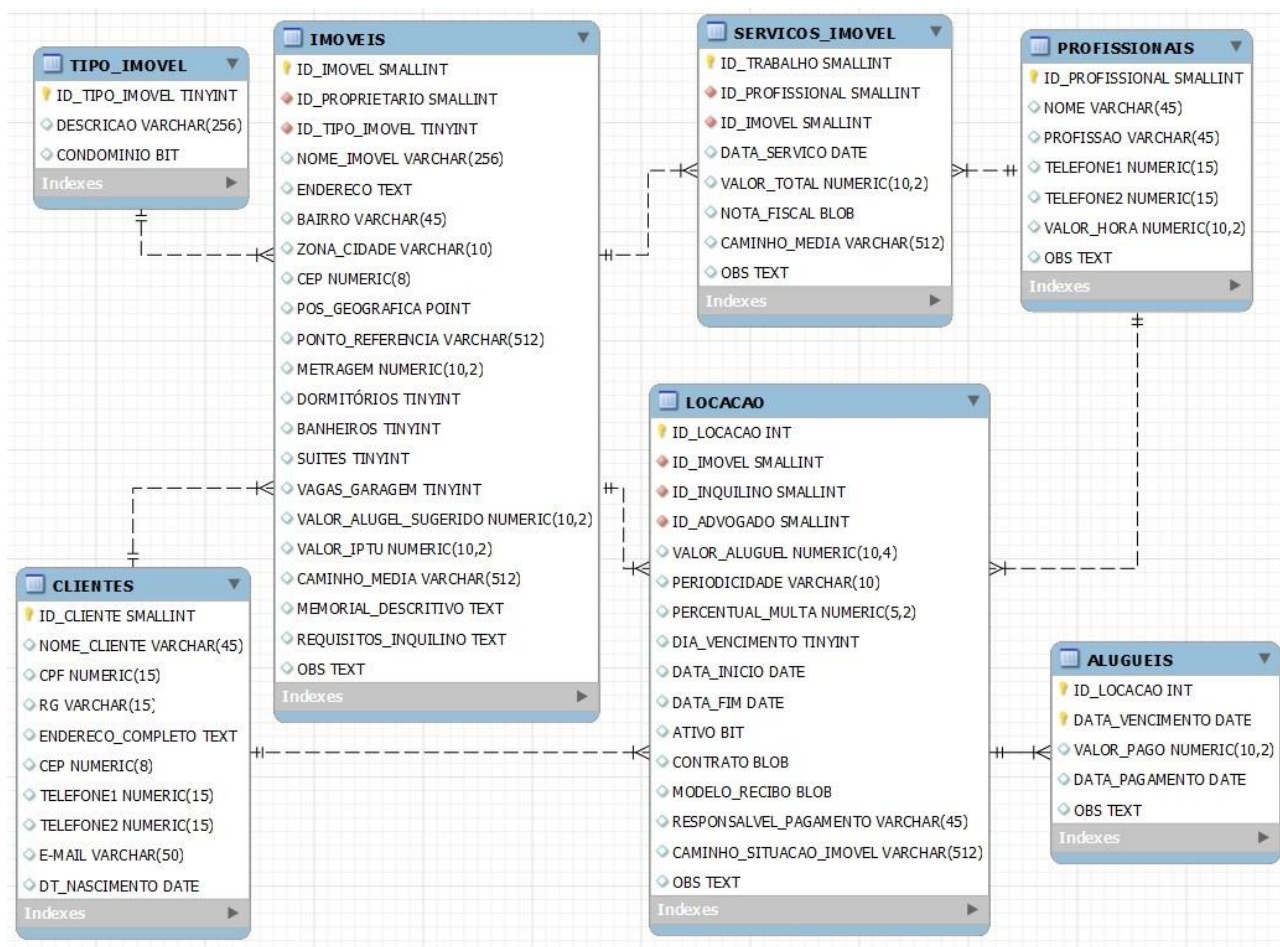 TIPO_IMOVEL
ID_TIPO_IMOVEL TINYINT
DESCRICAO VARCHAR(256)
CONDOMINIO BIT
Indexes
IMOVEIS
ID_IMOVEL SMALLINT
ID_PROPRIETARIO SMALLINT
ID_TIPO_IMOVEL TINYINT
NOME_IMOVEL VARCHAR(256)
ENDERECO TEXT
BAIRRO VARCHAR(45)
ZONA_CIDADE VARCHAR(10)
CEP NUMERIC(8)
POS_GEOGRAFICA POINT
PONTO_REFERENCIA VARCHAR(512)
METRAGEM NUMERIC(10,2)
DORMITÓRIOS TINYINT
BANHEIROS TINYINT
SUITES TINYINT
VAGAS_GARAGEM TINYINT
VALOR_ALUGEL_SUGERIDO NUMERIC(10,2)
VALOR_IPTU NUMERIC(10,2)
CAMINHO_MEDIA VARCHAR(512)
MEMORIAL_DESCRITIVO TEXT
REQUISITOS_INQUILINO TEXT
OBS TEXT
Indexes
SERVICOS_IMOVEL
ID_TRABALHO SMALLINT
ID_PROFISSIONAL SMALLINT
ID_IMOVEL SMALLINT
DATA_SERVICO DATE
VALOR_TOTAL NUMERIC(10,2)
NOTA_FISCAL BLOB
CAMINHO_MEDIA VARCHAR(512)
OBS TEXT
Indexes
PROFISSIONAIS
ID_PROFISSIONAL SMALLINT
NOME VARCHAR(45)
PROFISSAO VARCHAR(45)
TELEFONE1 NUMERIC(15)
TELEFONE2 NUMERIC(15)
VALOR_HORA NUMERIC(10,2)
OBS TEXT
Indexes
CLIENTES
ID_CLIENTE SMALLINT
NOME_CLIENTE VARCHAR(45)
CPF NUMERIC(15)
RG VARCHAR(15)
ENDERECO_COMPLETO TEXT
CEP NUMERIC(8)
TELEFONE1 NUMERIC(15)
TELEFONE2 NUMERIC(15)
E-MAIL VARCHAR(50)
DT_NASCIMENTO DATE
Indexes
LOCACAO
ID_LOCACAO INT
ID_IMOVEL SMALLINT
ID_INQUILINO SMALLINT
ID_ADVOGADO SMALLINT
VALOR_ALUGUEL NUMERIC(10,4)
PERIODICIDADE VARCHAR(10)
PERCENTUAL_MULTA NUMERIC(5,2)
DIA_VENCIMENTO TINYINT
DATA_INICIO DATE
DATA_FIM DATE
ATIVO BIT
CONTRATO BLOB
MODELO_RECIBO BLOB
RESPONSALVEL_PAGAMENTO VARCHAR(45)
CAMINHO_SITUACAO_IMOVEL VARCHAR(512)
OBS TEXT
Indexes
ALUGUEIS
ID_LOCACAO INT
DATA_VENCIMENTO DATE
VALOR_PAGO NUMERIC(10,2)
DATA_PAGAMENTO DATE
OBS TEXT
Indexes